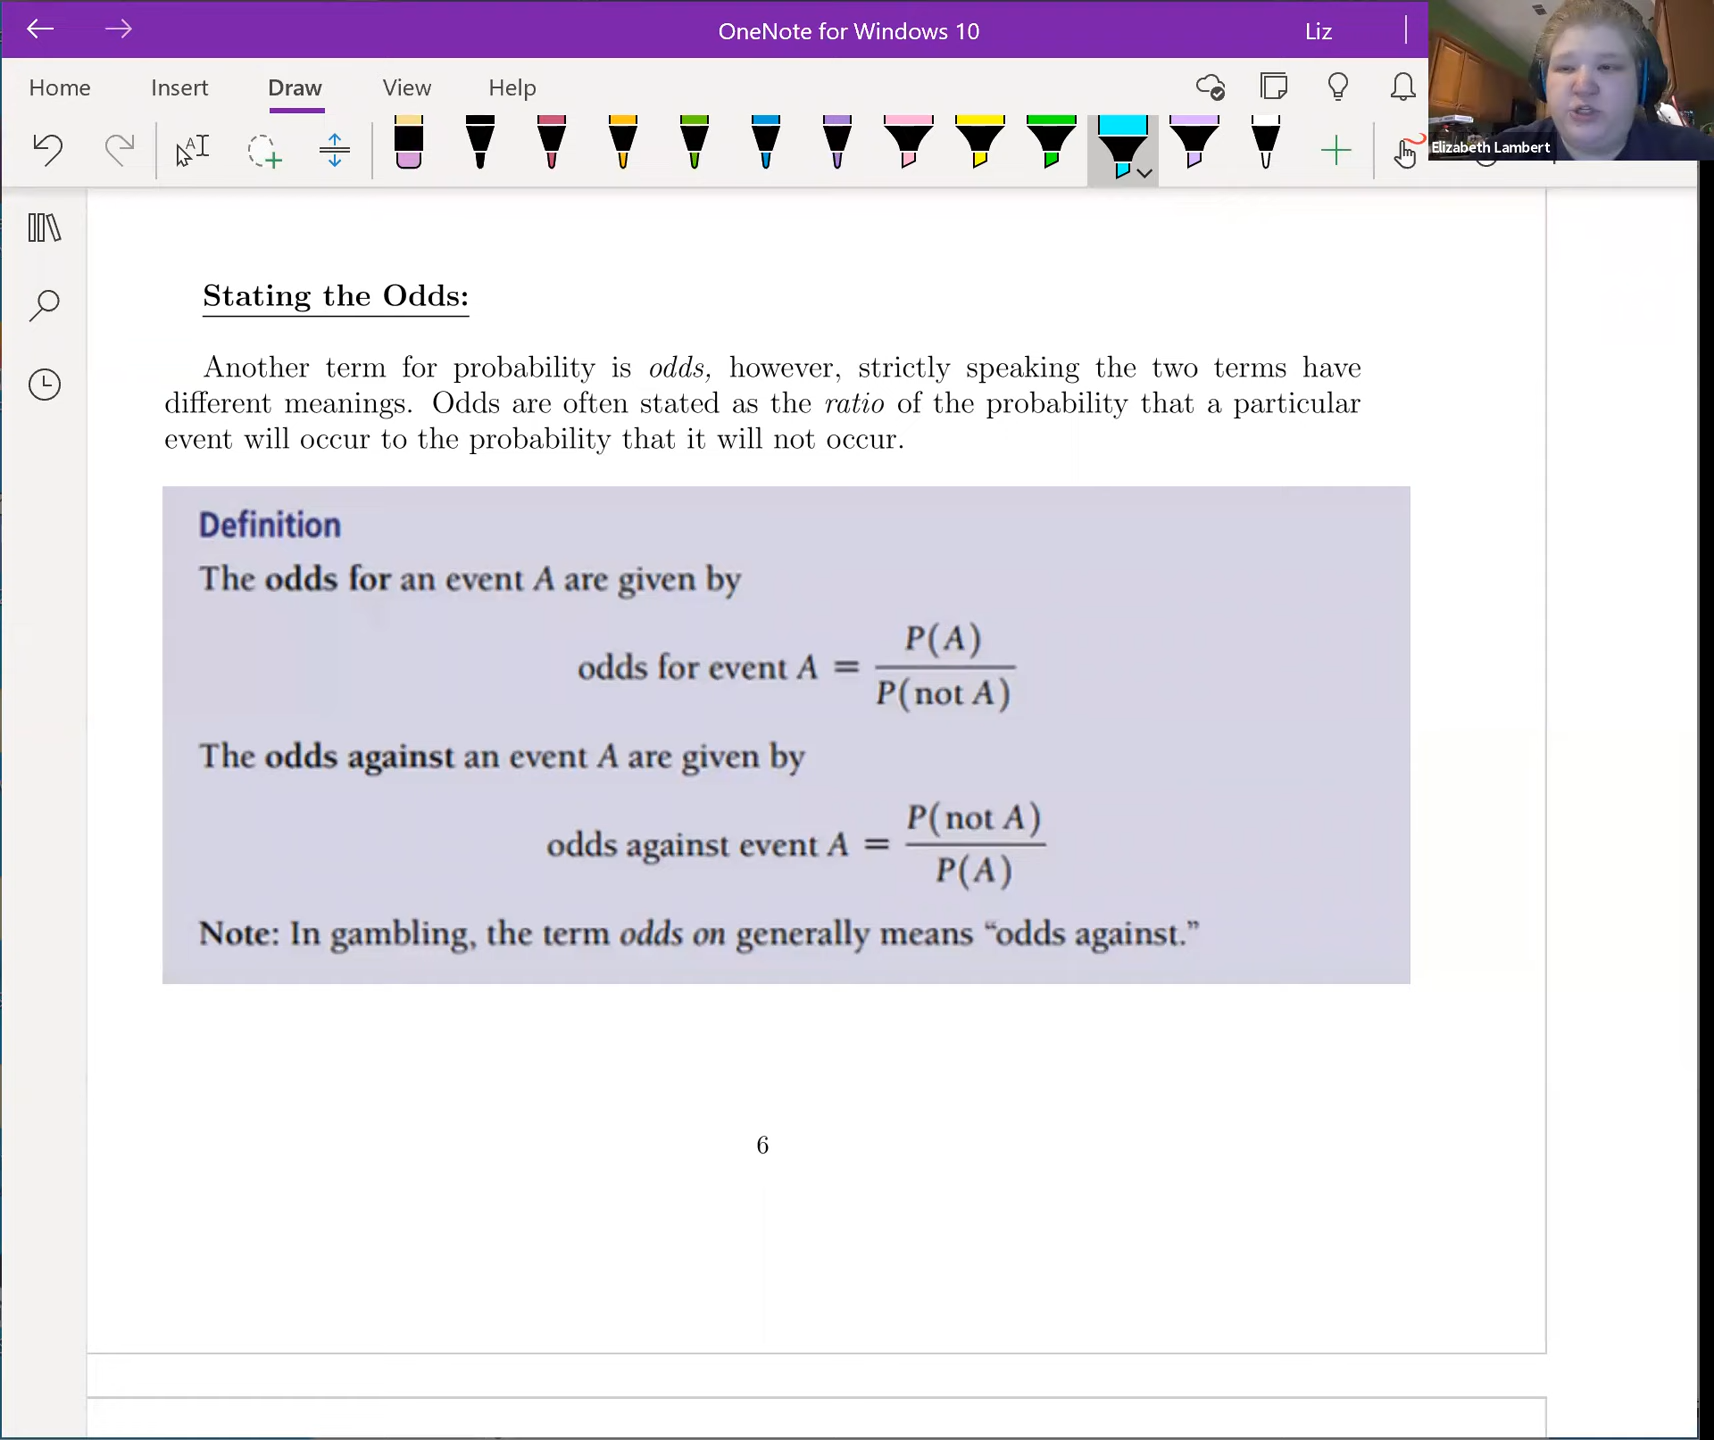 OneNote for Windows 10
Liz
Home Insert Draw View Help
Elizabeth Lambert
Stating the Odds:
Another term for probability is odds, however, strictly speaking the two terms have
different meanings. Odds are often stated as the ratio of the probability that a particular
event will occur to the probability that it will not occur.
Definition
The odds for an event A are given by
odds for event A = P(A) / P(not A)
The odds against an event A are given by
odds against event A = P(not A) / P(A)
Note: In gambling, the term odds on generally means “odds against.”
6